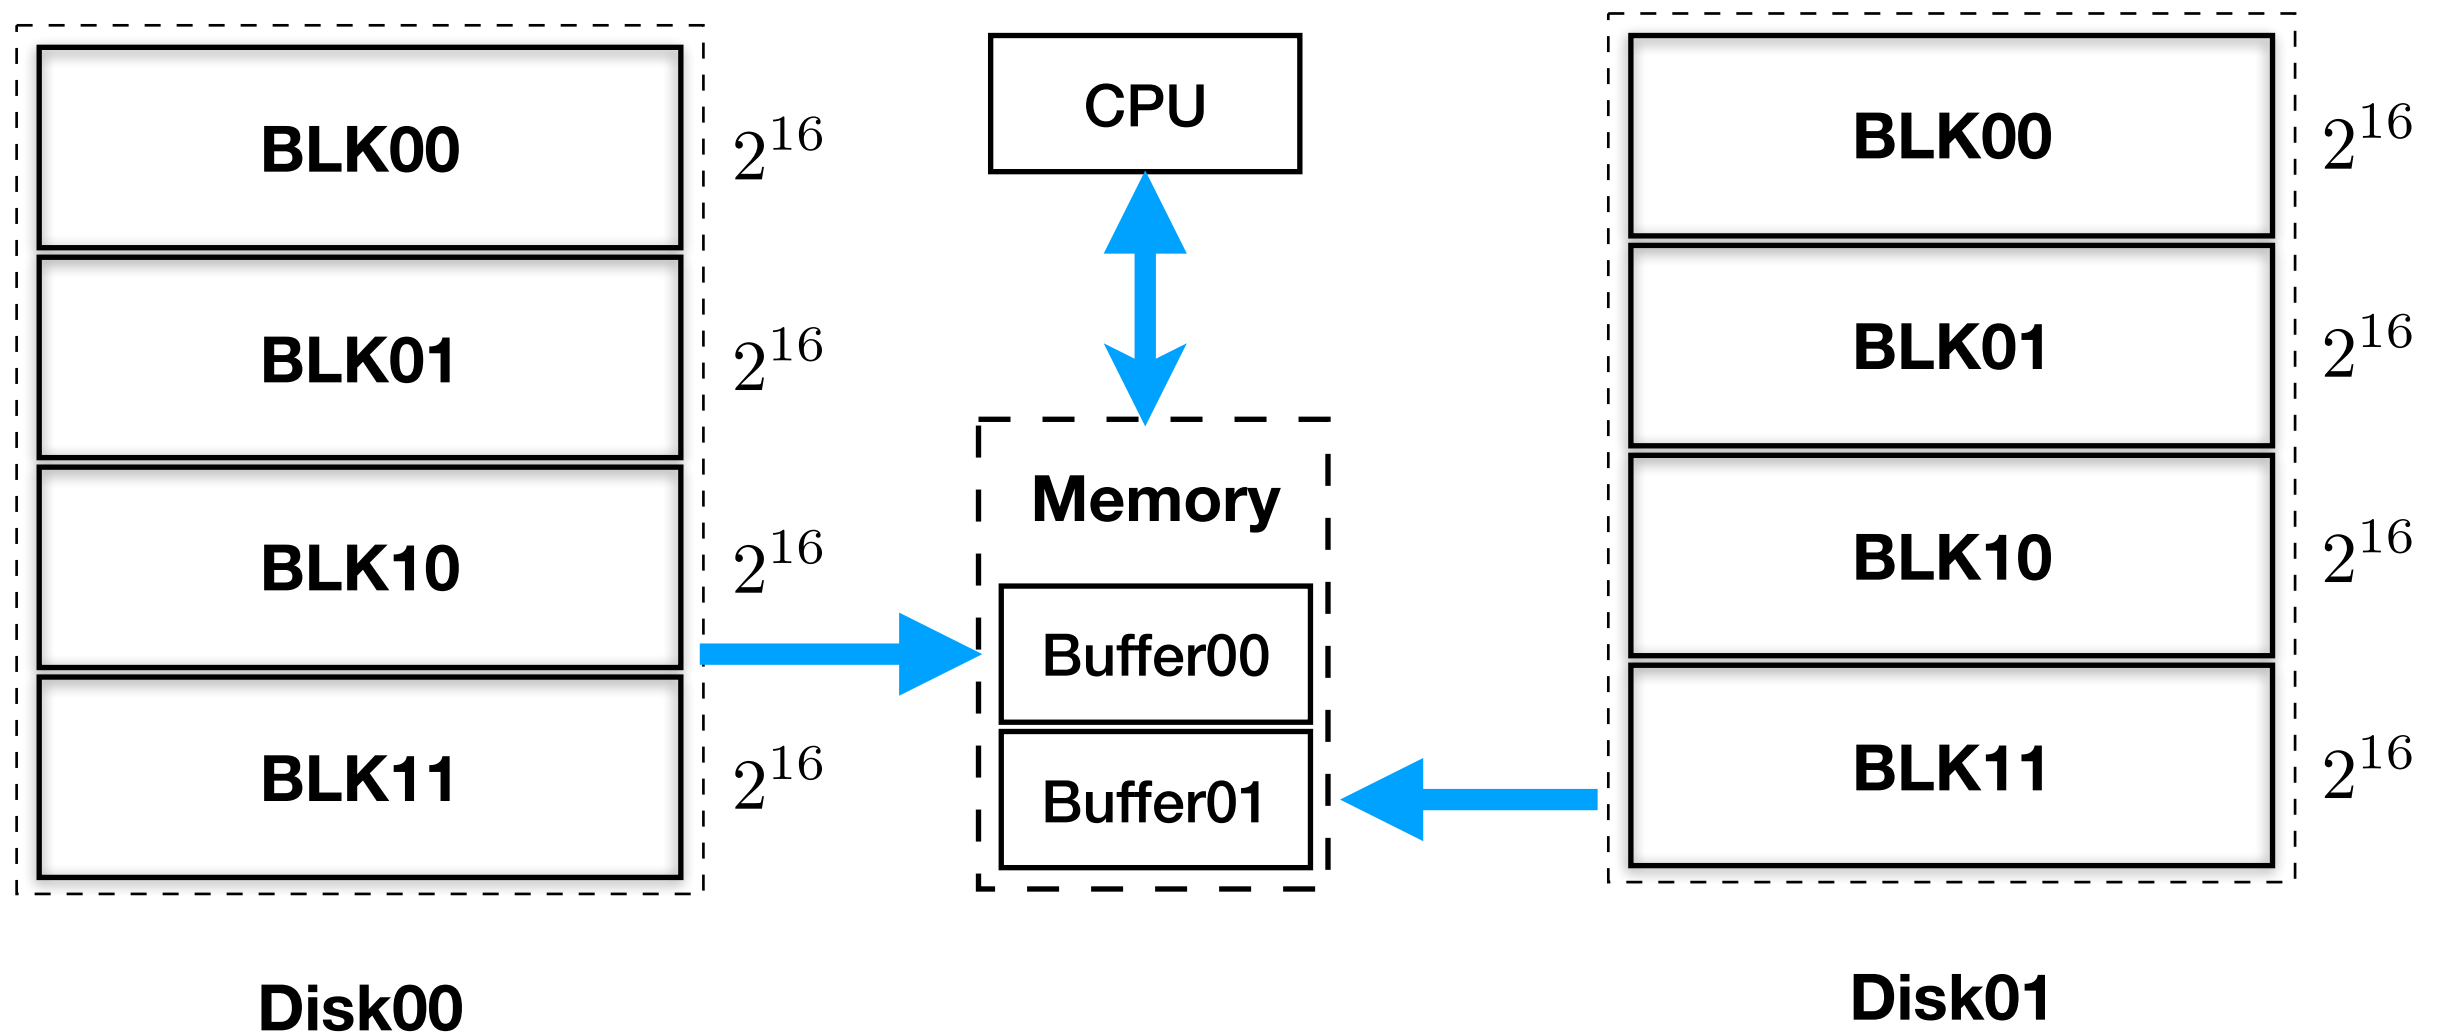 BLK00
2^16
BLK01
2^16
BLK10
2^16
BLK11
2^16
Disk00
CPU
Memory
Buffer00
Buffer01
BLK00
2^16
BLK01
2^16
BLK10
2^16
BLK11
2^16
Disk01